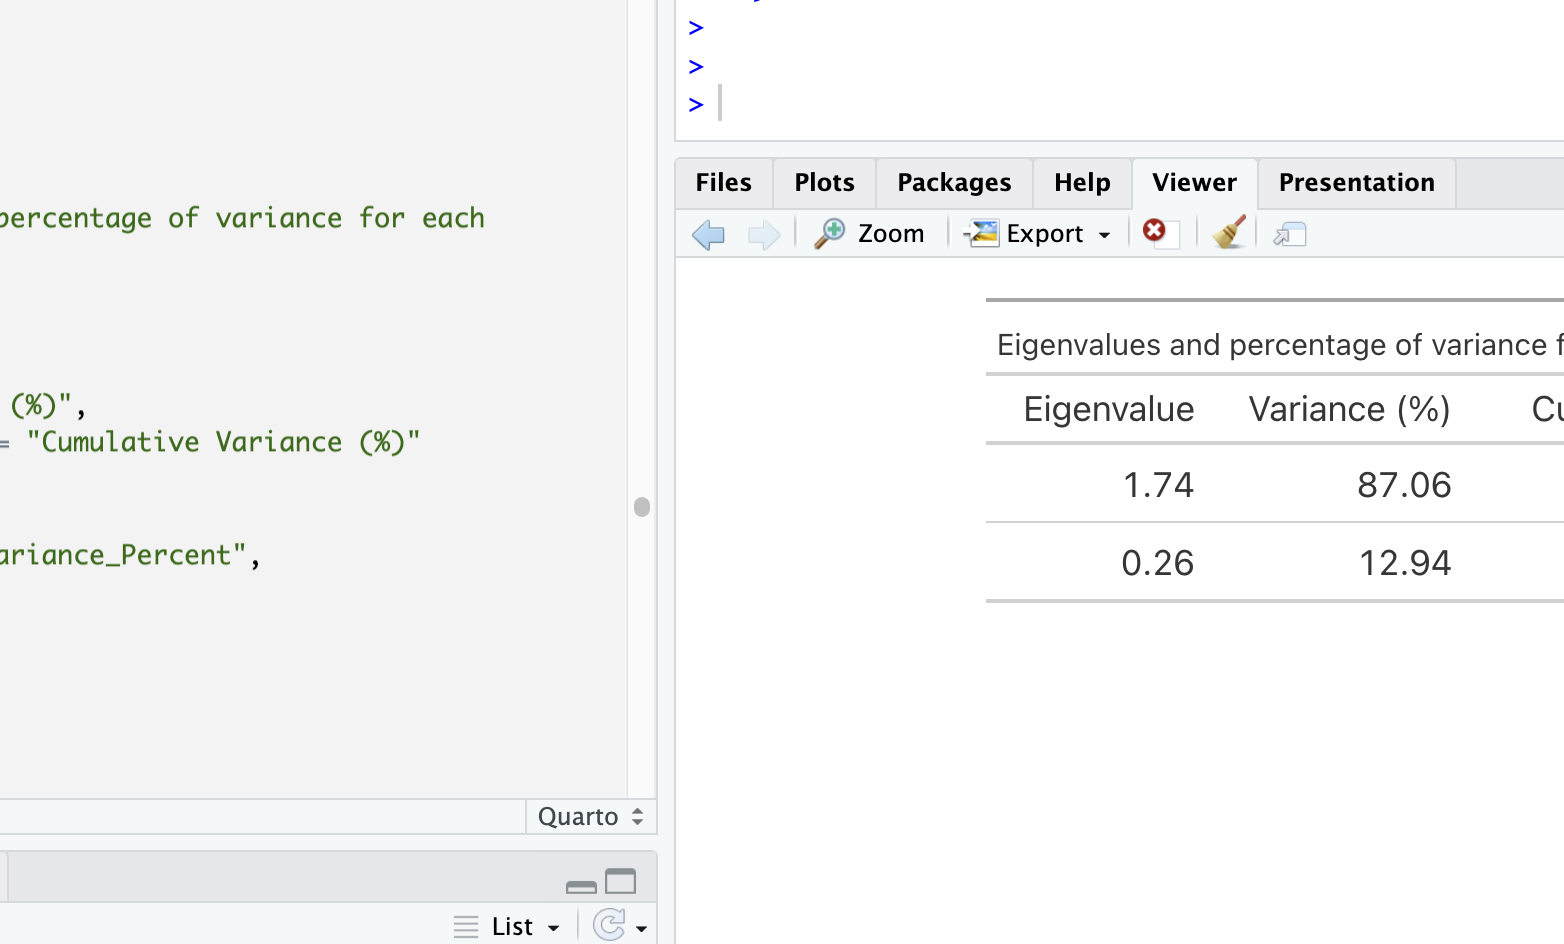 >
>
>
percentage of variance for each
(%)",
= "Cumulative Variance (%)"
ariance_Percent",
Quarto
List
Files Plots Packages Help Viewer Presentation
Zoom Export
Eigenvalues and percentage of variance f
Eigenvalue Variance (%) Cu
1.74 87.06
0.26 12.94